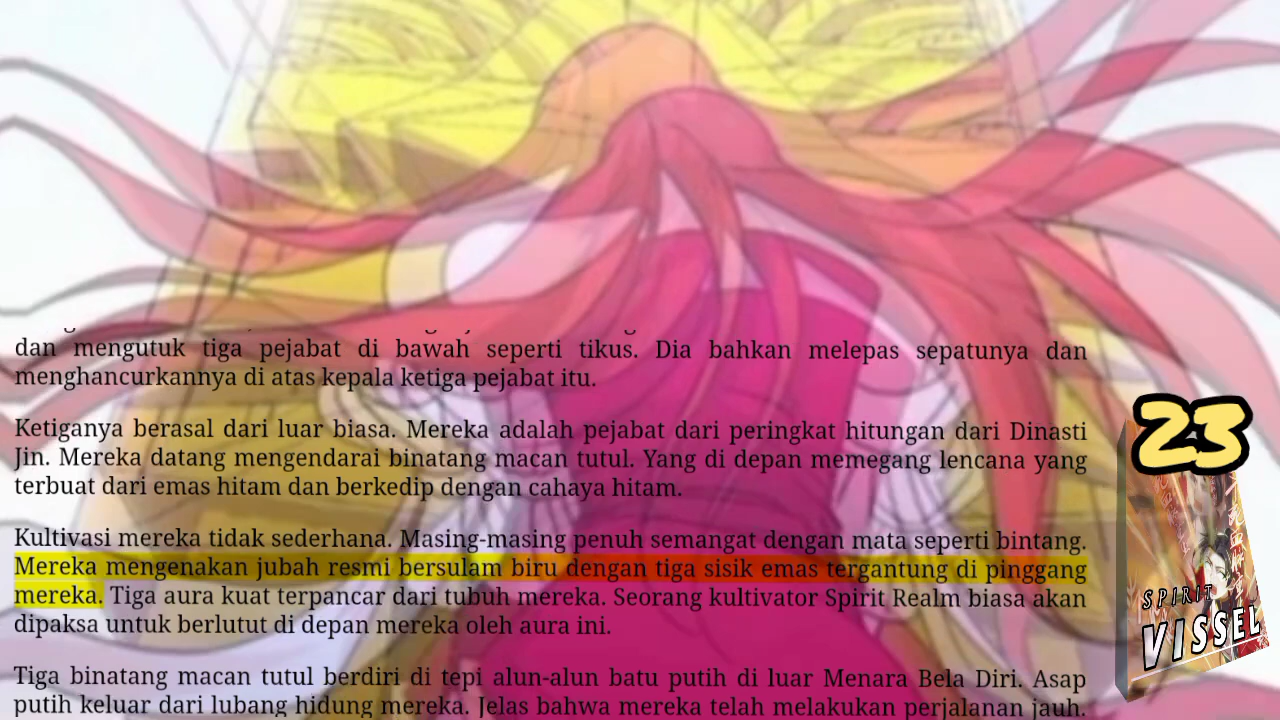 dan mengutuk tiga pejabat di bawah seperti tikus. Dia bahkan melepas sepatunya dan
menghancurkannya di atas kepala ketiga pejabat itu.
Ketiganya berasal dari luar biasa. Mereka adalah pejabat dari peringkat hitungan dari Dinasti
Jin. Mereka datang mengendarai binatang macan tutul. Yang di depan memegang lencana yang
terbuat dari emas hitam dan berkedip dengan cahaya hitam.
Kultivasi mereka tidak sederhana. Masing-masing penuh semangat dengan mata seperti bintang.
Mereka mengenakan jubah resmi bersulam biru dengan tiga sisik emas tergantung di pinggang
mereka. Tiga aura kuat terpancar dari tubuh mereka. Seorang kultivator Spirit Realm biasa akan
dipaksa untuk berlutut di depan mereka oleh aura ini.
Tiga binatang macan tutul berdiri di tepi alun-alun batu putih di luar Menara Bela Diri. Asap
putih keluar dari lubang hidung mereka. Jelas bahwa mereka telah melakukan perjalanan jauh.
23
SPIRIT
VISSEL